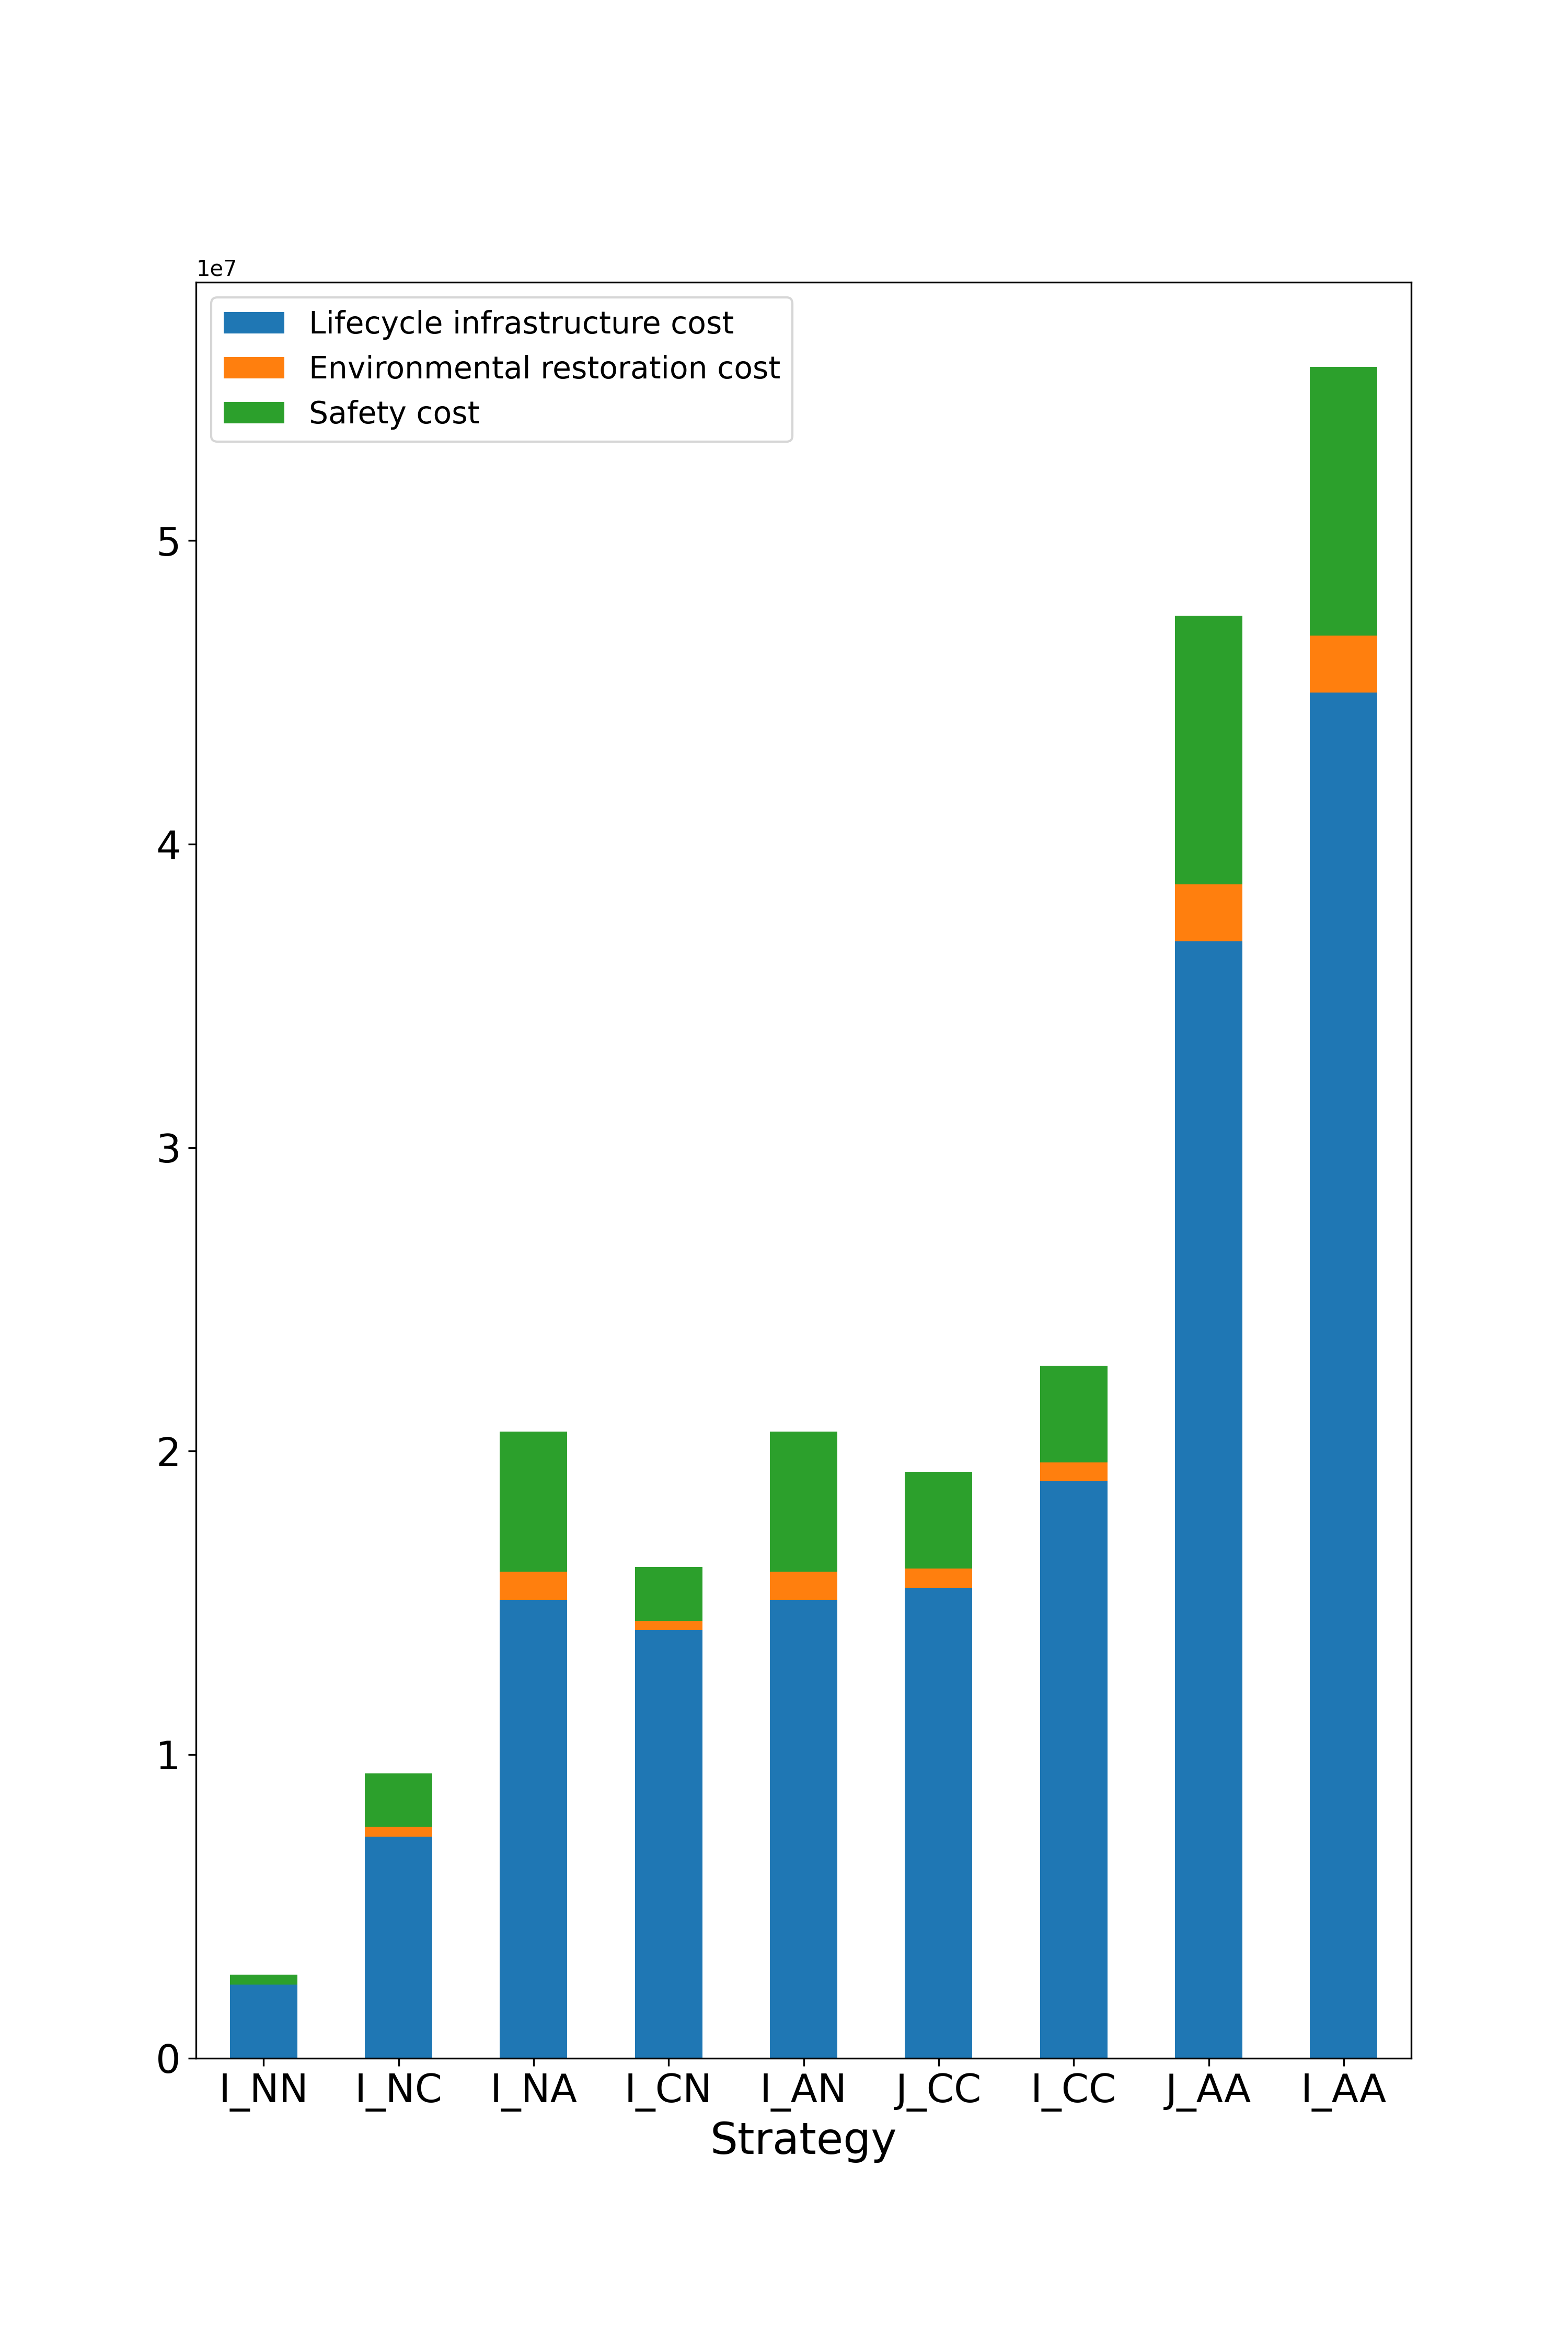 1e7
Lifecycle infrastructure cost
Environmental restoration cost
Safety cost
5
4
3
2
1
0
I_NN I_NC I_NA I_CN I_AN J_CC I_CC J_AA I_AA
Strategy